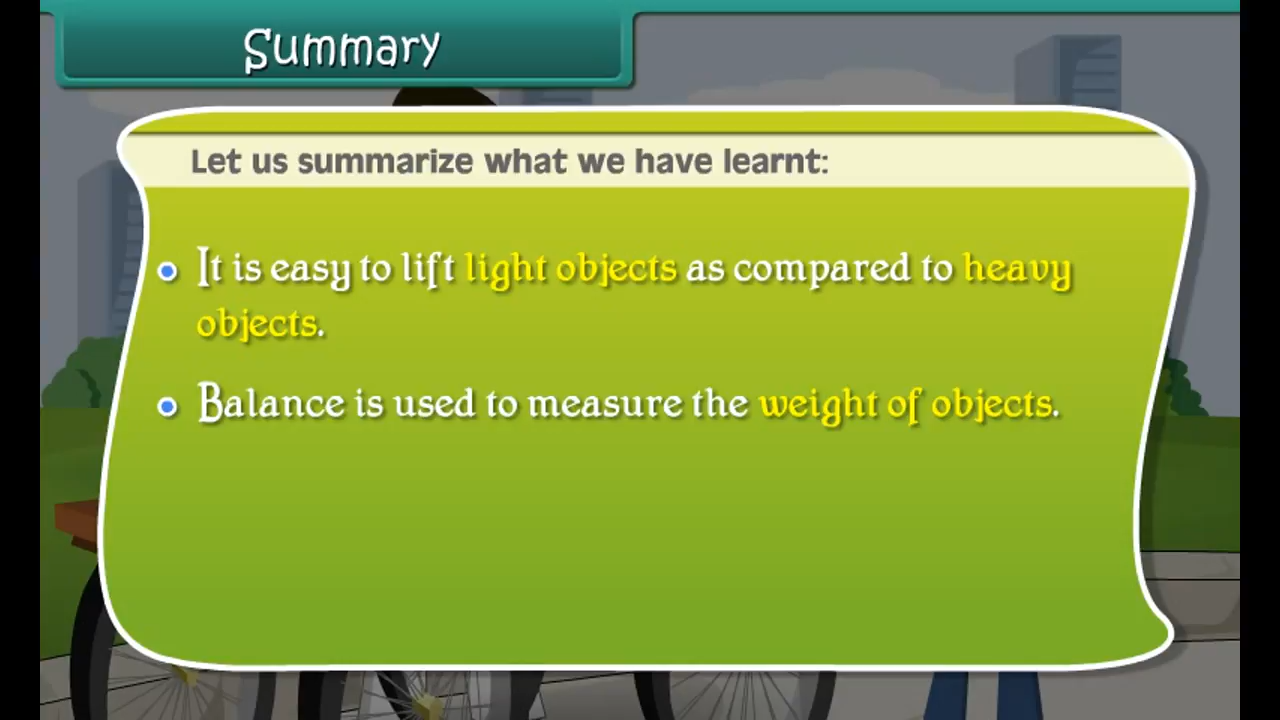 Summary
Let us summarize what we have learnt:
It is easy to lift light objects as compared to heavy
objects.
Balance is used to measure the weight of objects.